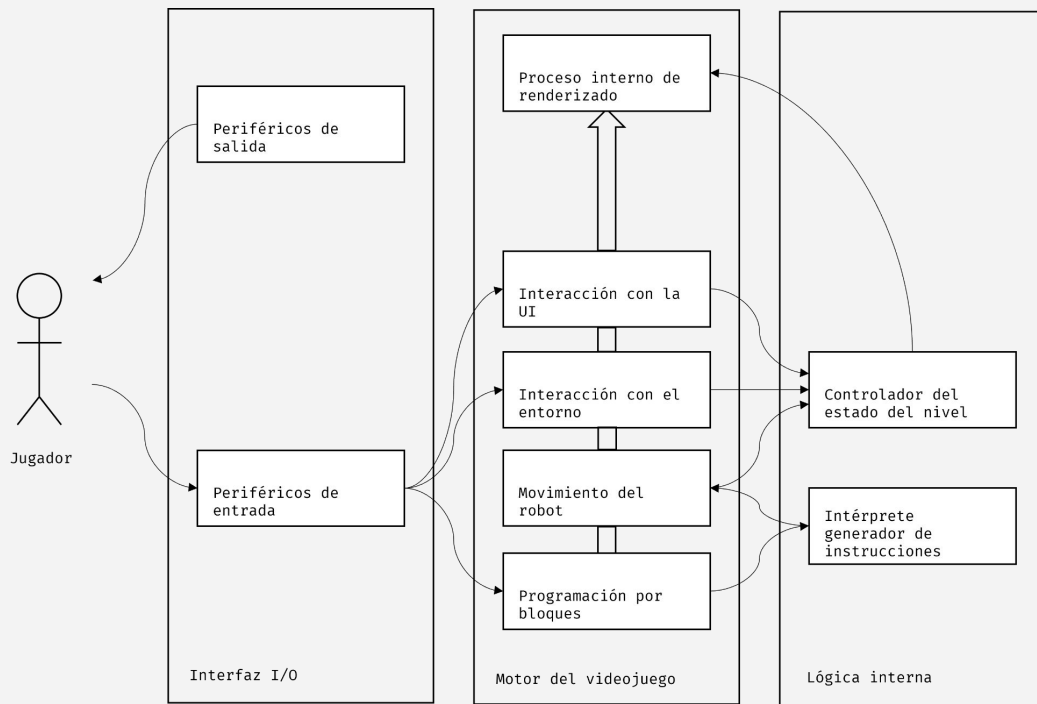 Proceso interno de
renderizado
Periféricos de
salida
Interacción con la
UI
Interacción con el
entorno
Controlador del
estado del nivel
Jugador
Periféricos de
entrada
Movimiento del
robot
Intérprete
generador de
instrucciones
Programación por
bloques
Interfaz I/O
Motor del videojuego
Lógica interna